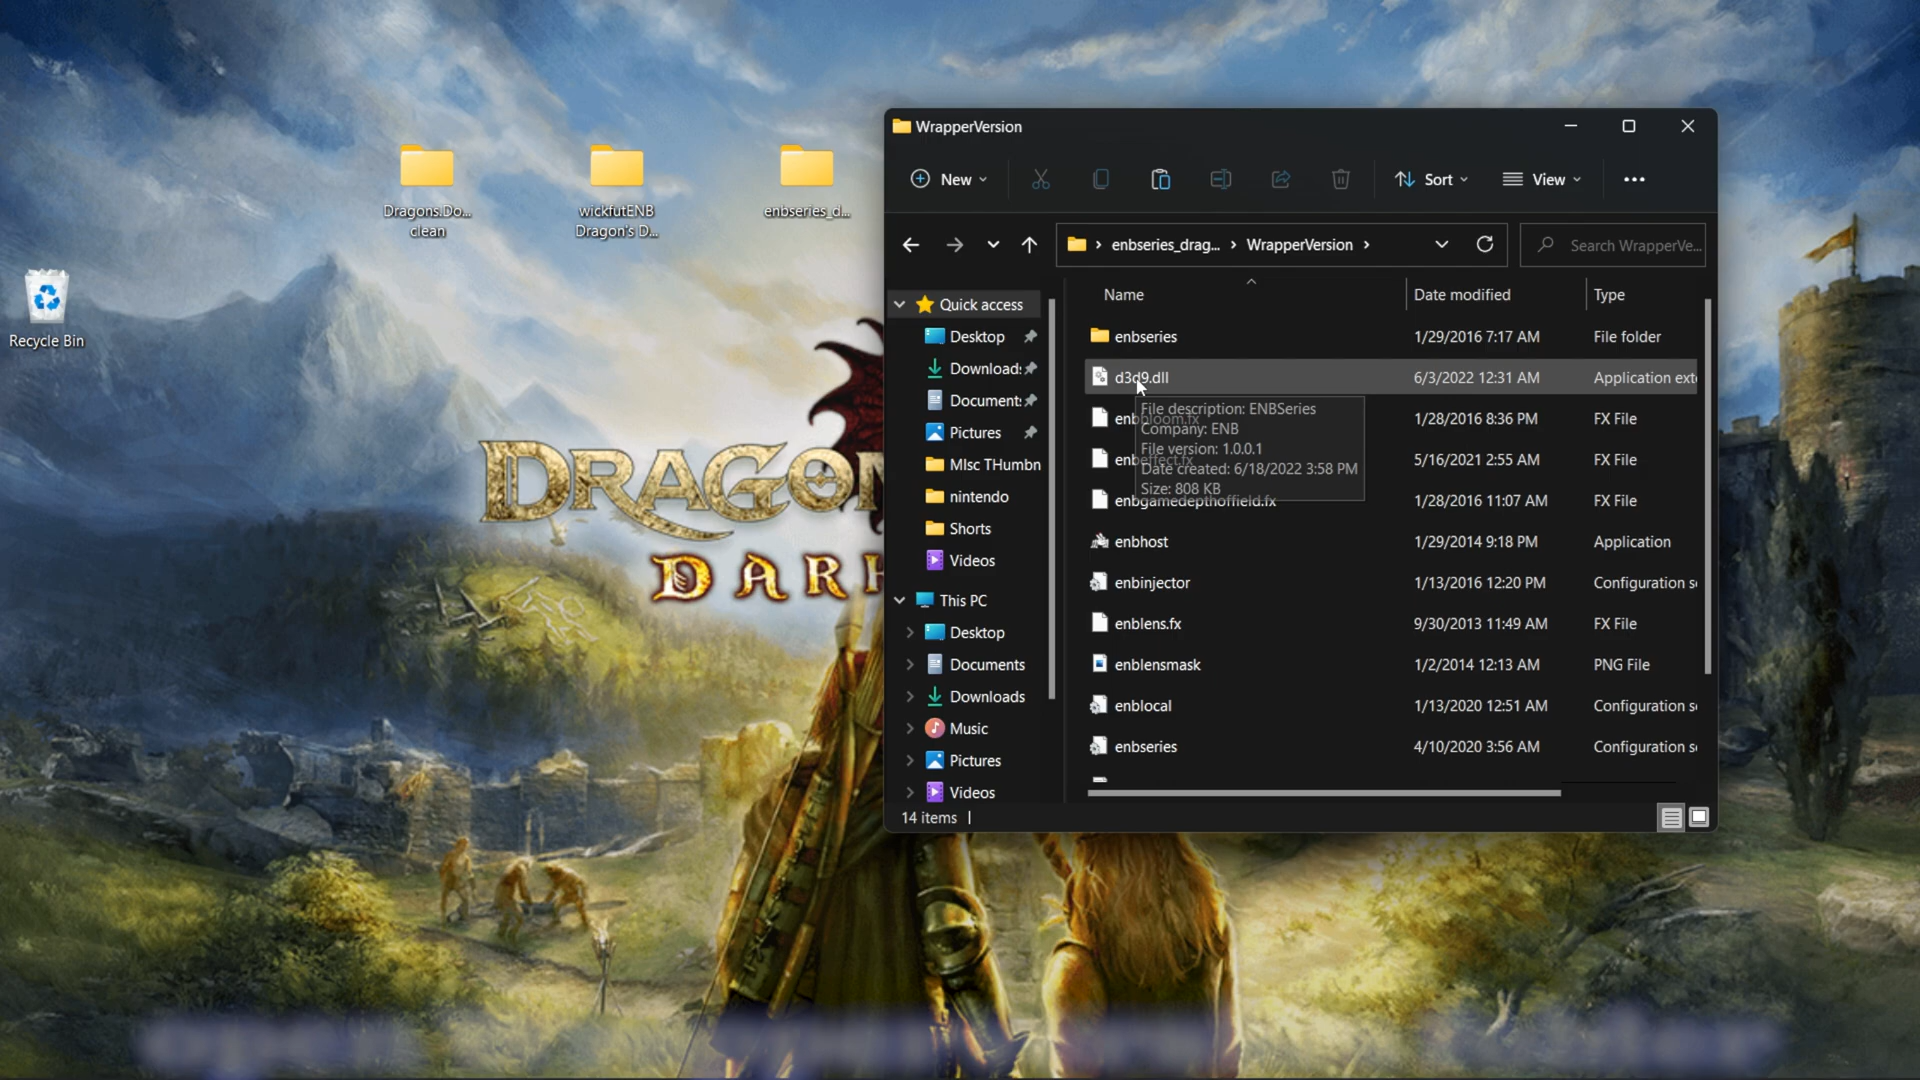 Dragons.Do...
clean
wickfutENB
Dragon's D...
enbseries_d...
Recycle Bin
DRAGON
DARK
WrapperVersion
New
Sort
View
enbseries_drag...
WrapperVersion
Search WrapperVe...
Name
Date modified
Type
Quick access
Desktop
Download:
Document:
Pictures
MIsc THumbn
nintendo
Shorts
Videos
This PC
Desktop
Documents
Downloads
Music
Pictures
Videos
enbseries 1/29/2016 7:17 AM File folder
d3d9.dll 6/3/2022 12:31 AM Application exte
enbbloom.fx 1/28/2016 8:36 PM FX File
enbeffect.fx 5/16/2021 2:55 AM FX File
enbgamedepthoffield.fx 1/28/2016 11:07 AM FX File
enbhost 1/29/2014 9:18 PM Application
enbinjector 1/13/2016 12:20 PM Configuration se
enblens.fx 9/30/2013 11:49 AM FX File
enblensmask 1/2/2014 12:13 AM PNG File
enblocal 1/13/2020 12:51 AM Configuration se
enbseries 4/10/2020 3:56 AM Configuration se
File description: ENBSeries
Company: ENB
File version: 1.0.0.1
Date created: 6/18/2022 3:58 PM
Size: 808 KB
14 items